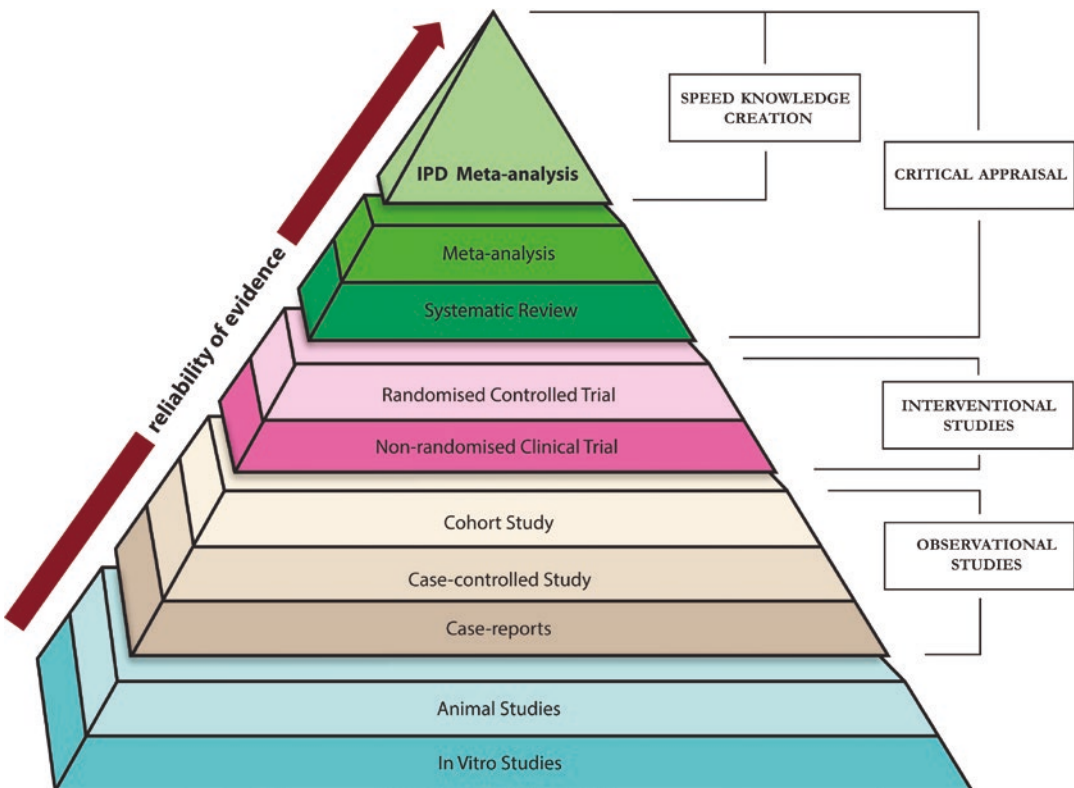 SPEED KNOWLEDGE
CREATION
IPD Meta-analysis
CRITICAL APPRAISAL
Meta-analysis
Systematic Review
reliability of evidence
Randomised Controlled Trial
INTERVENTIONAL
STUDIES
Non-randomised Clinical Trial
Cohort Study
OBSERVATIONAL
STUDIES
Case-controlled Study
Case-reports
Animal Studies
In Vitro Studies